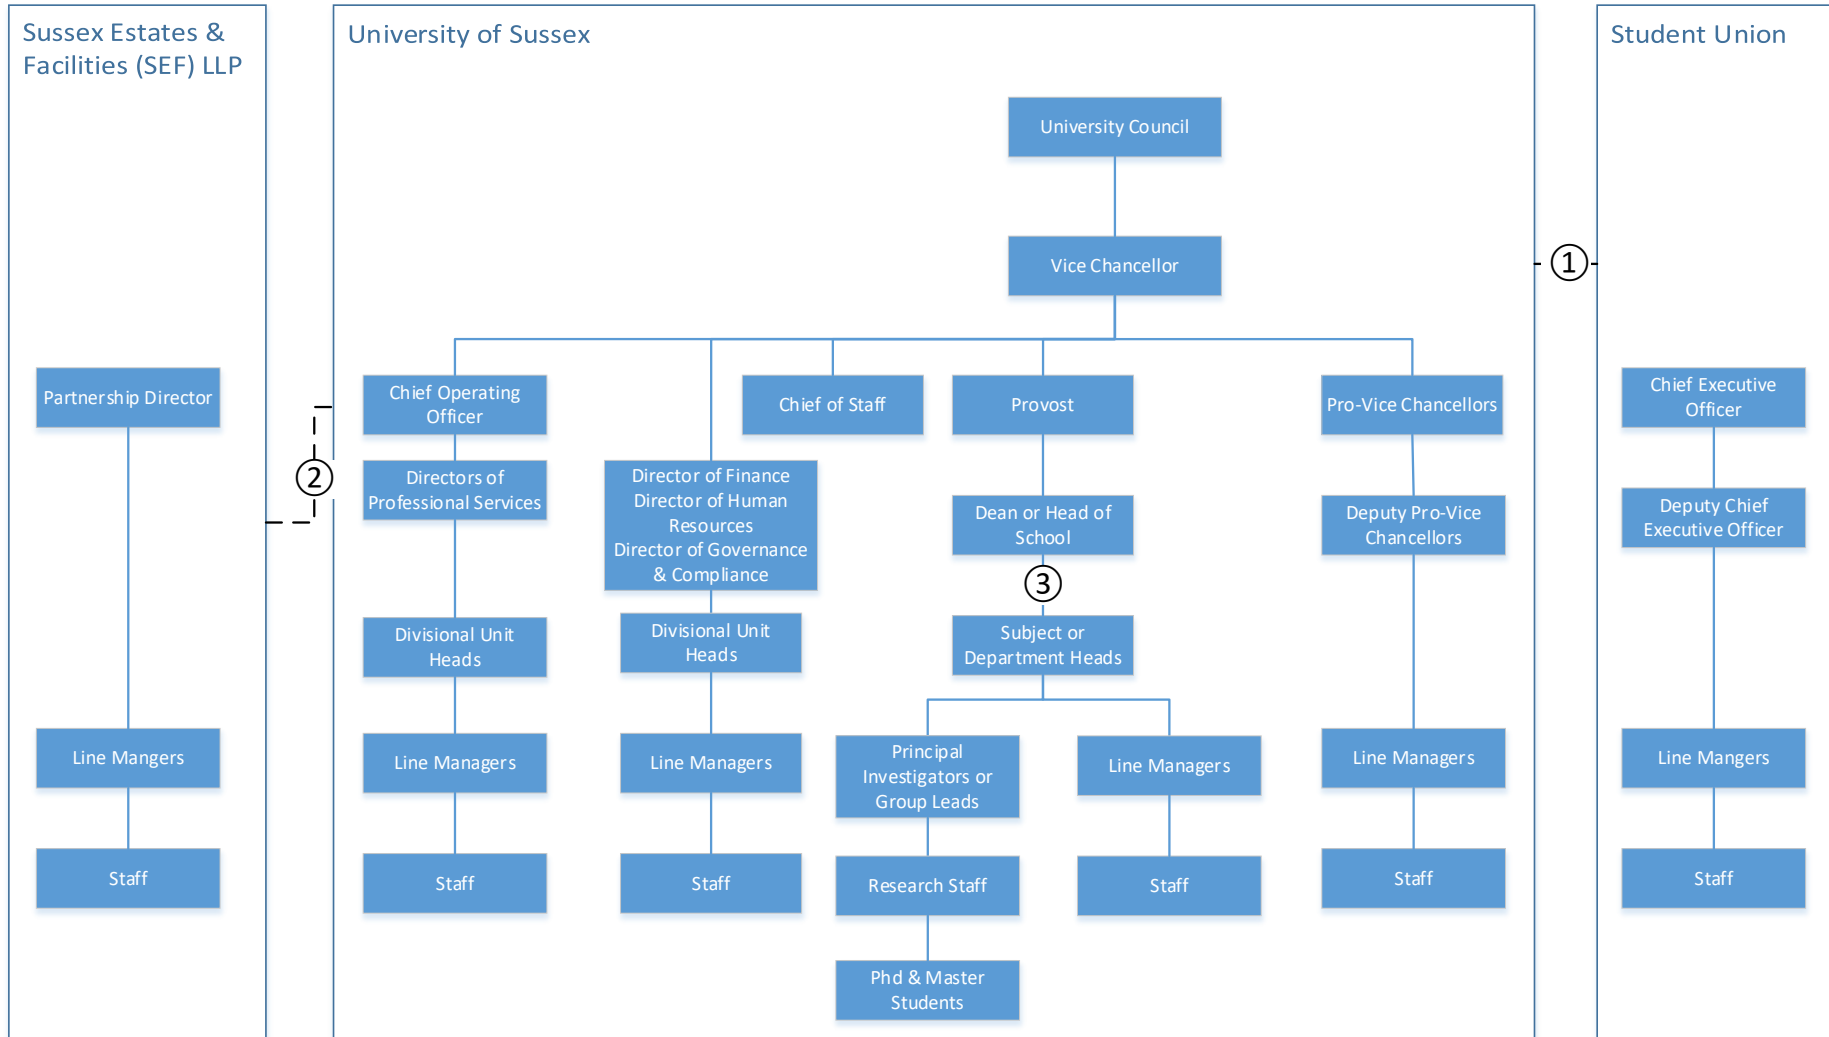 Sussex Estates &
Facilities (SEF) LLP
Partnership Director
Line Mangers
Staff
2
University of Sussex
University Council
Vice Chancellor
Chief Operating
Officer
Directors of
Professional Services
Divisional Unit
Heads
Line Managers
Staff
Director of Finance
Director of Human
Resources
Director of Governance
& Compliance
Divisional Unit
Heads
Line Managers
Staff
Chief of Staff
Provost
Dean or Head of
School
3
Subject or
Department Heads
Principal
Investigators or
Group Leads
Research Staff
Phd & Master
Students
Line Managers
Staff
Pro-Vice Chancellors
Deputy Pro-Vice
Chancellors
Line Managers
Staff
1
Student Union
Chief Executive
Officer
Deputy Chief
Executive Officer
Line Mangers
Staff